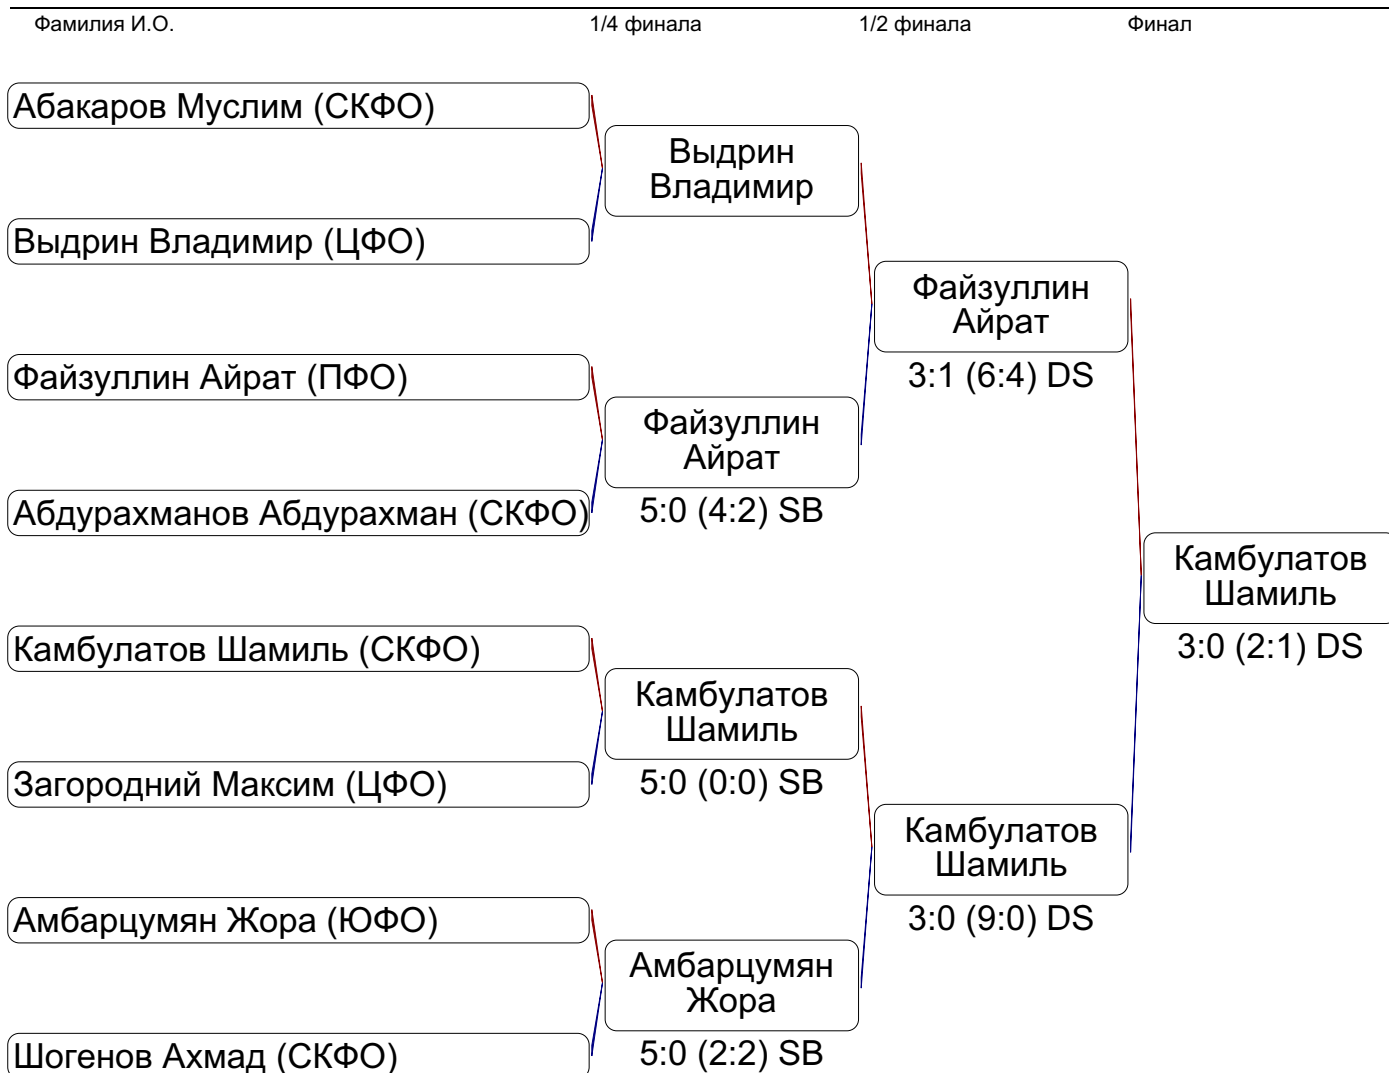 Фамилия И.О. 1/4 финала 1/2 финала Финал
Абакаров Муслим (СКФО)
Выдрин
Владимир
Выдрин Владимир (ЦФО)
Файзуллин
Айрат
3:1 (6:4) DS
Файзуллин Айрат (ПФО)
Файзуллин
Айрат
5:0 (4:2) SB
Абдурахманов Абдурахман (СКФО)
Камбулатов
Шамиль
3:0 (2:1) DS
Камбулатов Шамиль (СКФО)
Камбулатов
Шамиль
5:0 (0:0) SB
Загородний Максим (ЦФО)
Камбулатов
Шамиль
3:0 (9:0) DS
Амбарцумян Жора (ЮФО)
Амбарцумян
Жора
5:0 (2:2) SB
Шогенов Ахмад (СКФО)